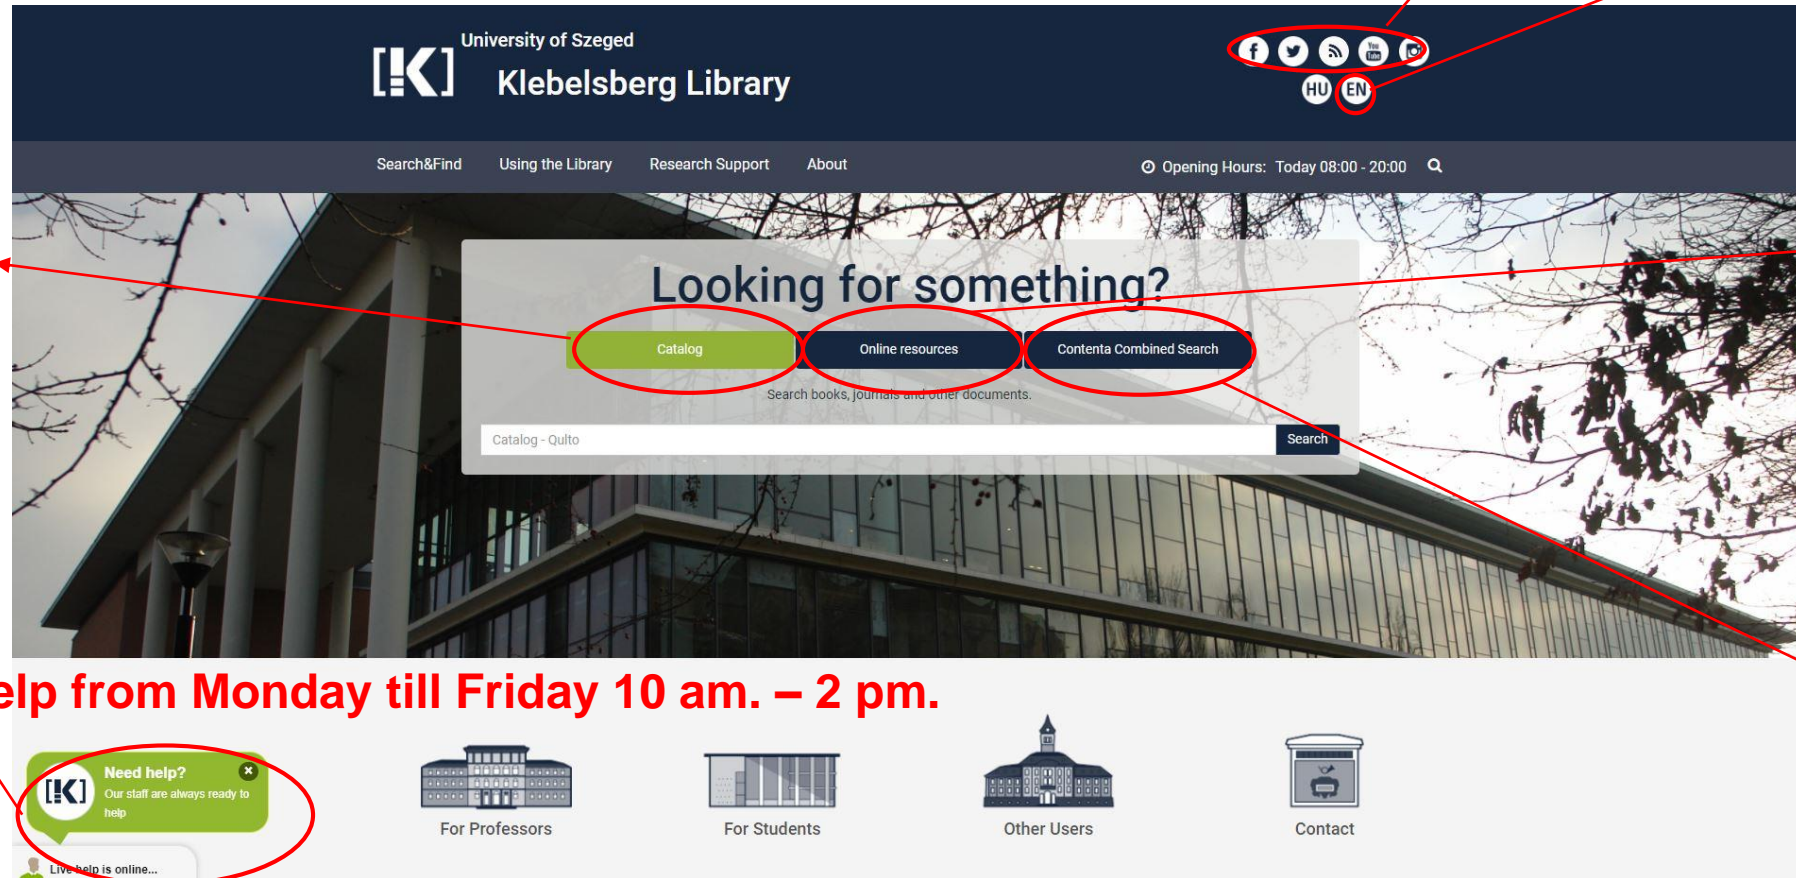 University of Szeged
[!K] Klebelsberg Library
f You Tube
HU EN
Search&Find Using the Library Research Support About Opening Hours: Today 08:00 - 20:00
Looking for something?
Catalog Online resources Contenta Combined Search
Search books, journals and other documents.
Catalog - Qulto Search
elp from Monday till Friday 10 am. – 2 pm.
[!K] Need help?
Our staff are always ready to
help
For Professors For Students Other Users Contact
Live help is online...